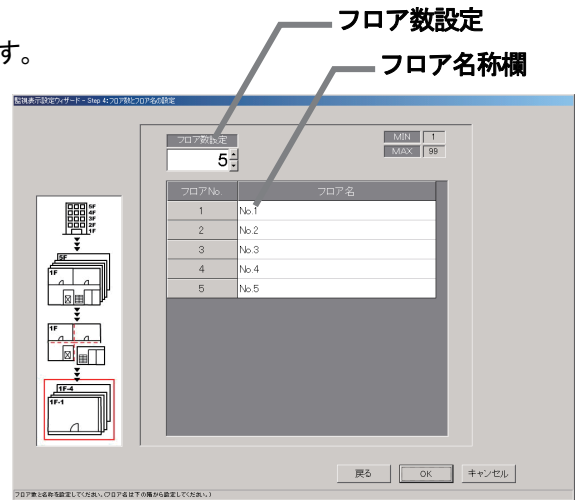 フロア数設定
す。
フロア名称欄
監視表示設定ウィザード - Step 4:フロア数とフロア名の設定
フロア数設定
5
MIN 1
MAX 99
フロアNo. フロア名
1 No.1
2 No.2
3 No.3
4 No.4
5 No.5
5F
4F
3F
2F
1F
5F
1F
1F
1F-4
1F-1
戻る OK キャンセル
フロア数と名称を設定してください。(フロア名は下の階から設定してください。)